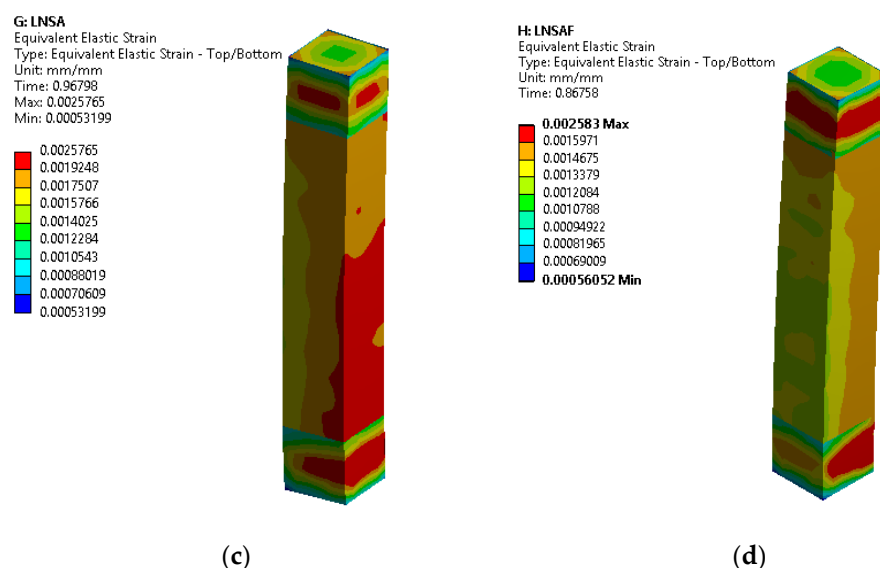 G: LNSA
Equivalent Elastic Strain
Type: Equivalent Elastic Strain - Top/Bottom
Unit: mm/mm
Time: 0.96798
Max: 0.0025765
Min: 0.00053199
0.0025765
0.0019248
0.0017507
0.0015766
0.0014025
0.0012284
0.0010543
0.00088019
0.00070609
0.00053199
(c)
H: LNSAF
Equivalent Elastic Strain
Type: Equivalent Elastic Strain - Top/Bottom
Unit: mm/mm
Time: 0.86758
0.002583 Max
0.0015971
0.0014675
0.0013379
0.0012084
0.0010788
0.00094922
0.00081965
0.00069009
0.00056052 Min
(d)